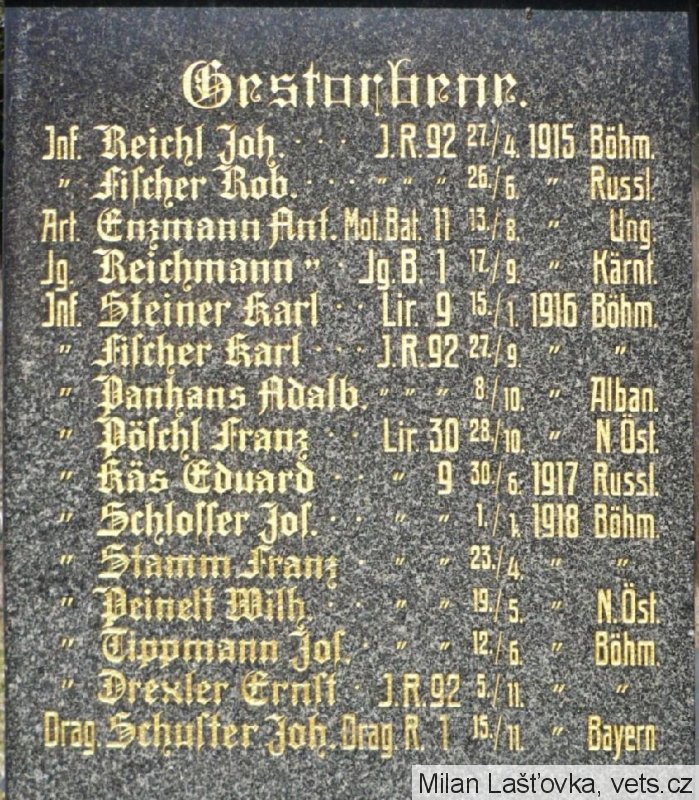 Gestorbene.
Inf. Reichl Joh. · · · J.R. 92 27./4. 1915 Böhm.
" Fiſcher Rob. · · · " " " 26./6. " Russl.
Art. Enzmann Ant. Mot.Bat. 11 13./8. " Ung
Jg. Reichmann " · · Jg.B. 1 17./9. " Kärnt.
Inf. Steiner Karl · · Lir. 9 15./1. 1916 Böhm.
" Fiſcher Karl · · · J.R. 92 27./9. " "
" Panhans Adalb. " " " 8./10. " Alban.
" Pöſchl Franz · · Lir. 30 28./10. " N.Öst.
" Käs Eduard · · " 9 30./6. 1917 Russl.
" Schloſſer Joſ. · · " " 1./1. 1918 Böhm.
" Stamm Franz · " " 23./4. " "
" Peinelt Wilh. · · " " 19./5. " N.Öst.
" Tippmann Joſ. · " " 12./6. " Böhm.
" Drexler Ernſt · J.R. 92 5./11. " "
Drag. Schuſter Joh. Drag. R. 1 15./11. " Bayern
Milan Lašťovka, vets.cz